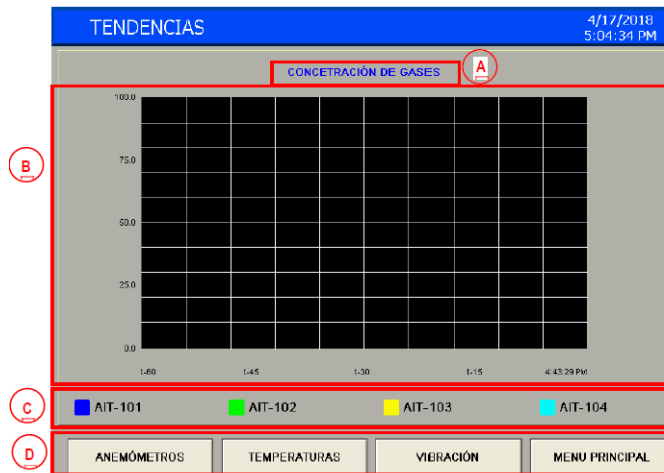 TENDENCIAS
4/17/2018
5:04:34 PM
CONCETRACIÓN DE GASES
A
B
100.0
75.0
50.0
25.0
0.0
t-60 t-45 t-30 t-15 4:43:29 PM
C
AIT-101 AIT-102 AIT-103 AIT-104
D
ANEMÓMETROS TEMPERATURAS VIBRACIÓN MENU PRINCIPAL